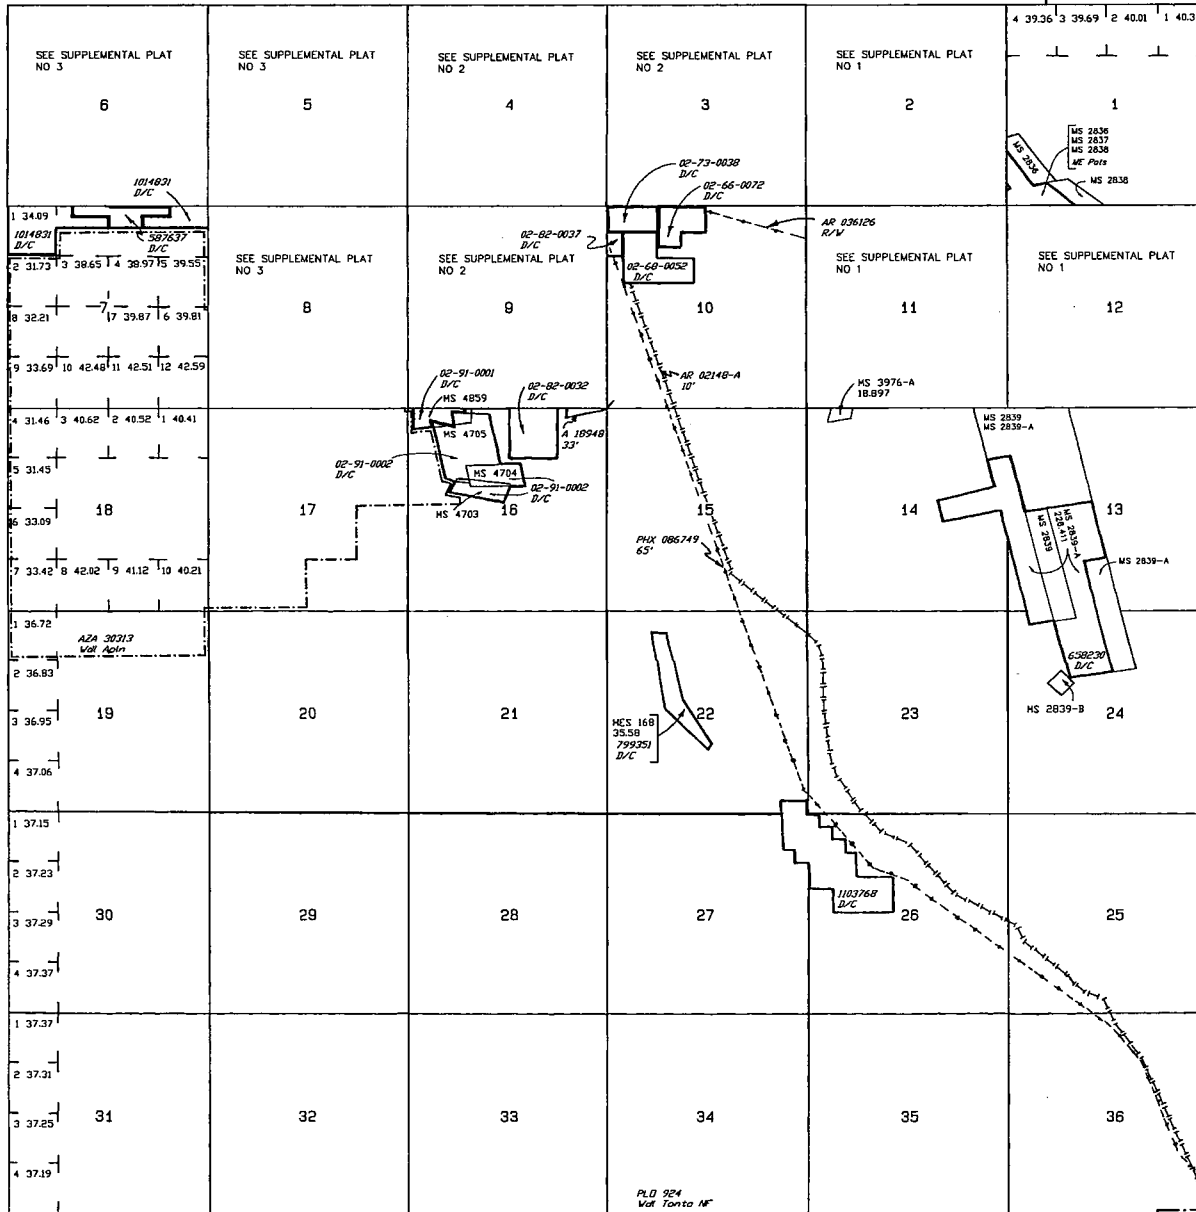 4 39.36 3 39.69 2 40.01 1 40.3
SEE SUPPLEMENTAL PLAT
NO 3
6
SEE SUPPLEMENTAL PLAT
NO 3
5
SEE SUPPLEMENTAL PLAT
NO 2
4
SEE SUPPLEMENTAL PLAT
NO 2
3
SEE SUPPLEMENTAL PLAT
NO 1
2
1
MS 2836
MS 2836
MS 2837
MS 2838
ME Pats
MS 2838
1014831
D/C
02-73-0038
D/C
02-66-0072
D/C
1 34.09
1014831
D/C
587637
D/C
02-82-0037
D/C
AR 036126
R/W
2 31.73 3 38.65 4 38.97 5 39.55
SEE SUPPLEMENTAL PLAT
NO 3
SEE SUPPLEMENTAL PLAT
NO 2
02-68-0052
D/C
SEE SUPPLEMENTAL PLAT
NO 1
SEE SUPPLEMENTAL PLAT
NO 1
7
8
9
10
11
12
8 32.21 7 39.87 6 39.81
9 33.69 10 42.48 11 42.51 12 42.59
02-91-0001
D/C
MS 4859
02-82-0032
D/C
AR 02148-A
10'
MS 3976-A
18.897
4 31.46 3 40.62 2 40.52 1 40.41
MS 4705
A 18948
33'
MS 2839
MS 2839-A
5 31.45
02-91-0002
D/C
MS 4704
02-91-0002
D/C
MS 4703
18
17
16
15
14
13
6 33.09
MS 2839
MS 2839-A
228.411
MS 2839-A
PHX 086749
65'
7 33.42 8 42.02 9 41.12 10 40.21
1 36.72
AZA 30313
Wdl Apln
2 36.83
658230
D/C
MS 2839-B
19
20
21
22
23
24
3 36.95
HES 168
35.58
799351
D/C
4 37.06
1 37.15
2 37.23
1103768
D/C
30
29
28
27
26
25
3 37.29
4 37.37
1 37.37
2 37.31
31
32
33
34
35
36
3 37.25
4 37.19
PLO 924
Wdl Tonto NF